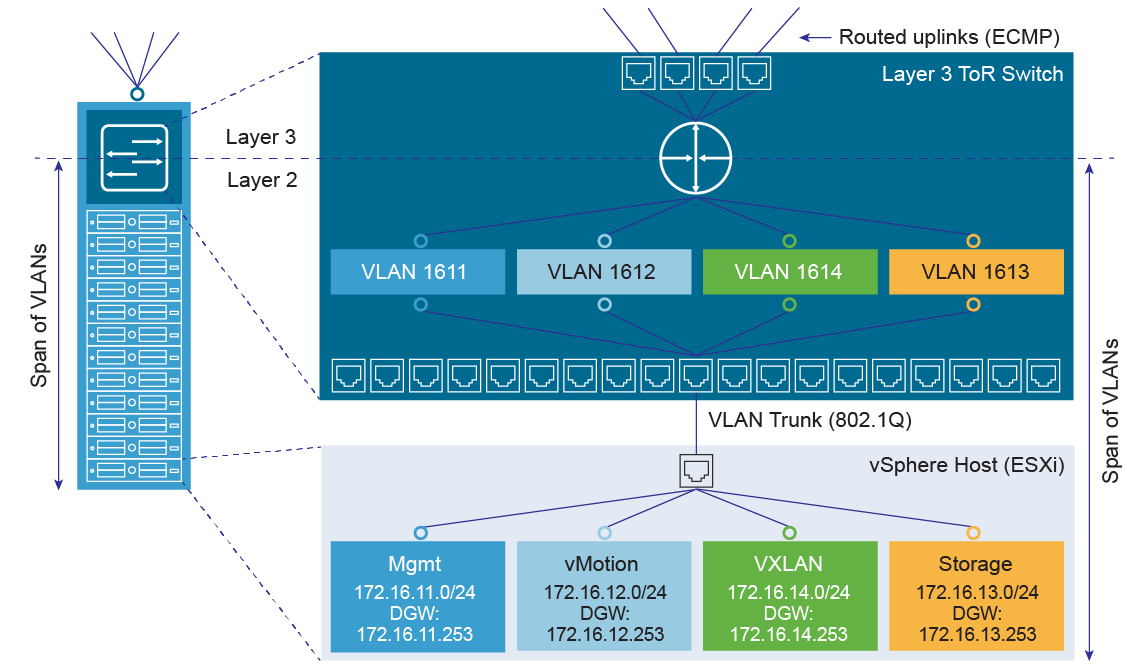 Routed uplinks (ECMP)
Layer 3 ToR Switch
Layer 3
Layer 2
Span of VLANs
VLAN 1611
VLAN 1612
VLAN 1614
VLAN 1613
Span of VLANs
VLAN Trunk (802.1Q)
vSphere Host (ESXi)
Mgmt
172.16.11.0/24
DGW:
172.16.11.253
vMotion
172.16.12.0/24
DGW:
172.16.12.253
VXLAN
172.16.14.0/24
DGW:
172.16.14.253
Storage
172.16.13.0/24
DGW:
172.16.13.253